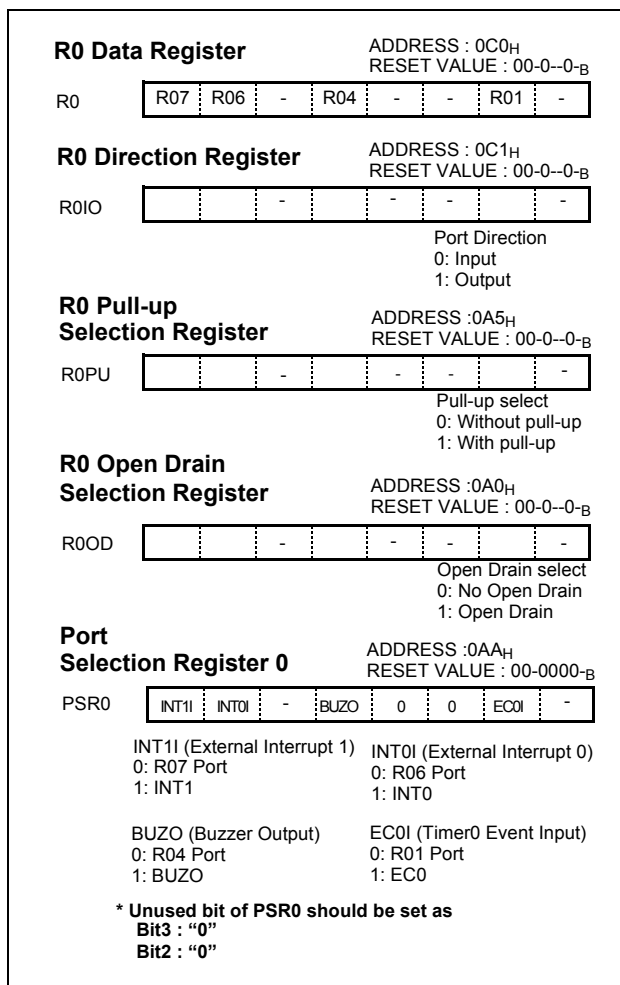 R0 Data Register
ADDRESS : 0C0H
RESET VALUE : 00-0--0-B
R0 R07 R06 - R04 - - R01 -
R0 Direction Register
ADDRESS : 0C1H
RESET VALUE : 00-0--0-B
R0IO - - - -
Port Direction
0: Input
1: Output
R0 Pull-up
Selection Register
ADDRESS :0A5H
RESET VALUE : 00-0--0-B
R0PU - - - -
Pull-up select
0: Without pull-up
1: With pull-up
R0 Open Drain
Selection Register
ADDRESS :0A0H
RESET VALUE : 00-0--0-B
R0OD - - - -
Open Drain select
0: No Open Drain
1: Open Drain
Port
Selection Register 0
ADDRESS :0AAH
RESET VALUE : 00-0000-B
PSR0 INT1I INT0I - BUZO 0 0 EC0I -
INT1I (External Interrupt 1)
0: R07 Port
1: INT1
INT0I (External Interrupt 0)
0: R06 Port
1: INT0
BUZO (Buzzer Output)
0: R04 Port
1: BUZO
EC0I (Timer0 Event Input)
0: R01 Port
1: EC0
* Unused bit of PSR0 should be set as
Bit3 : “0”
Bit2 : “0”